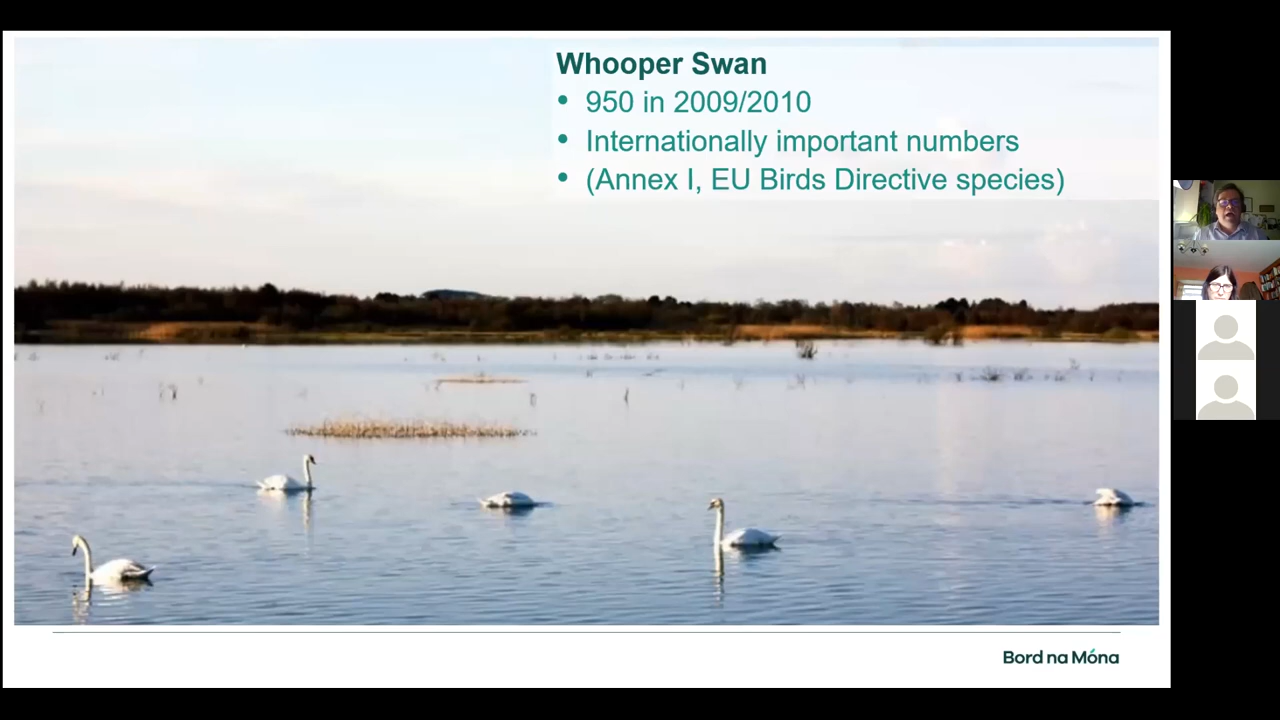 Whooper Swan
• 950 in 2009/2010
• Internationally important numbers
• (Annex I, EU Birds Directive species)
Bord na Móna